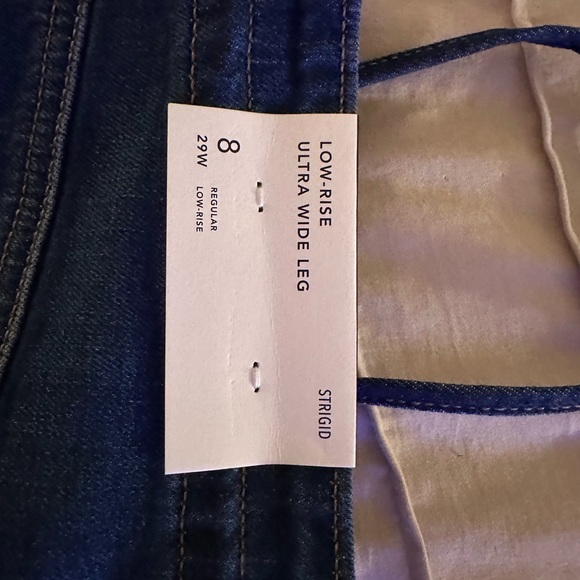 LOW-RISE
ULTRA WIDE LEG
STRIGID
8
29W
REGULAR
LOW-RISE